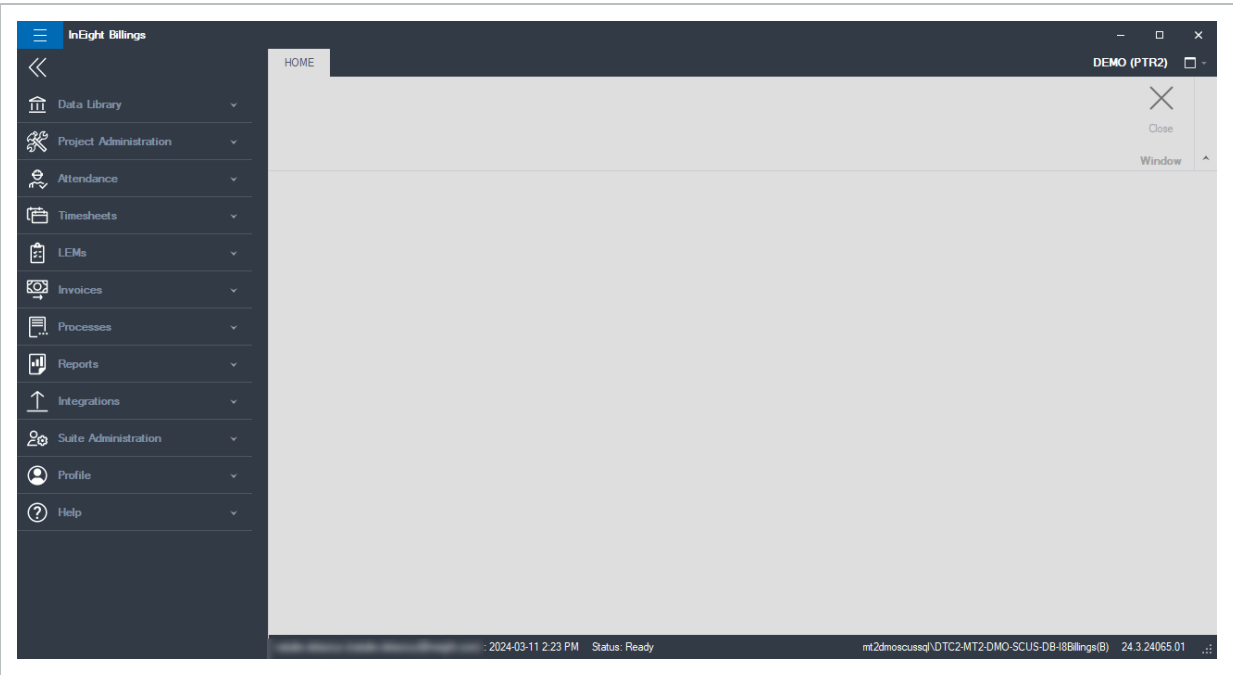 InEight Billings
HOME
DEMO (PTR2)
Data Library
Close
Project Administration
Window
Attendance
Timesheets
LEMs
Invoices
Processes
Reports
Integrations
Suite Administration
Profile
Help
: 2024-03-11 2:23 PM Status: Ready mt2dmoscussql\DTC2-MT2-DMO-SCUS-DB-I8Billings(B) 24.3.24065.01